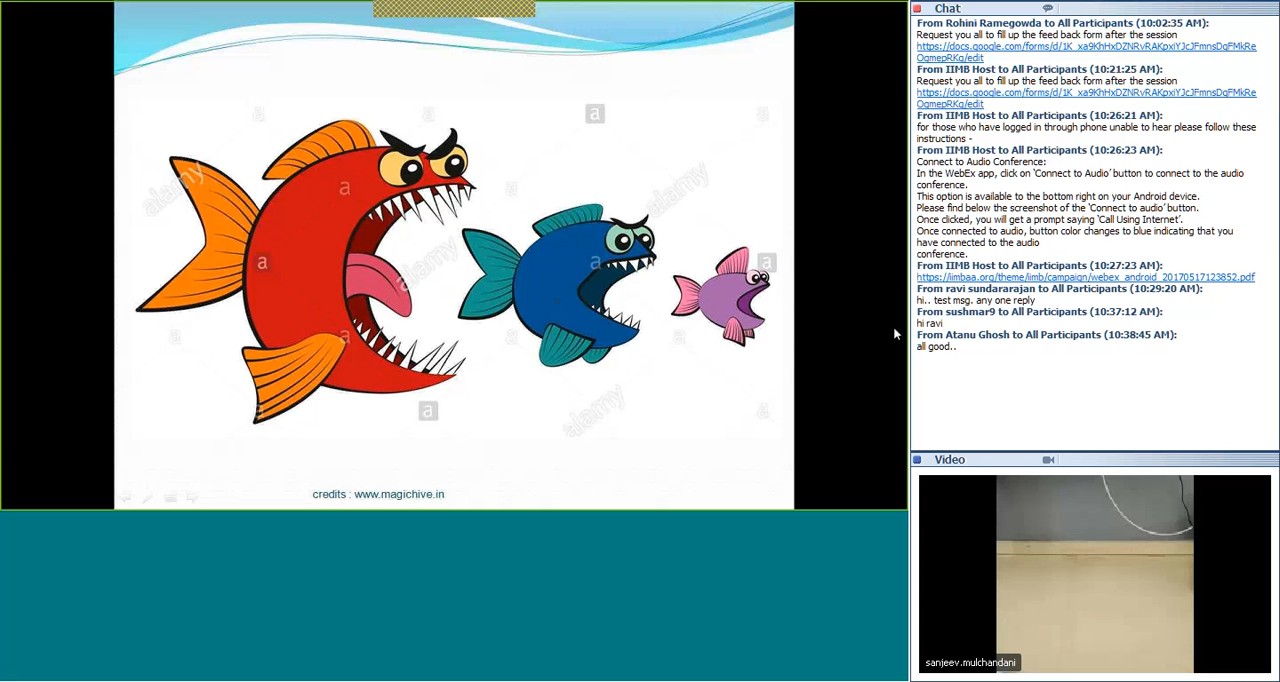 alamy
a
a
a
a
alamy
a
alamy
a
a
a
a
a
alamy
a
a
credits : www.magichive.in
Chat
From Rohini Ramegowda to All Participants (10:02:35 AM):
Request you all to fill up the feed back form after the session
From IIMB Host to All Participants (10:21:25 AM):
Request you all to fill up the feed back form after the session
From IIMB Host to All Participants (10:26:21 AM):
for those who have logged in through phone unable to hear please follow these
instructions -
From IIMB Host to All Participants (10:26:23 AM):
Connect to Audio Conference:
In the WebEx app, click on ‘Connect to Audio’ button to connect to the audio
conference.
This option is available to the bottom right on your Android device.
Please find below the screenshot of the ‘Connect to audio’ button.
Once clicked, you will get a prompt saying ‘Call Using Internet’.
Once connected to audio, button color changes to blue indicating that you
have connected to the audio
conference.
From IIMB Host to All Participants (10:27:23 AM):
https://iimbaa.org/theme/iimb/campaign/webex_android_20170517123852.pdf
From ravi sundararajan to All Participants (10:29:20 AM):
hi.. test msg. any one reply
From sushmar9 to All Participants (10:37:12 AM):
hi ravi
From Atanu Ghosh to All Participants (10:38:45 AM):
all good..
Video
sanjeev.mulchandani